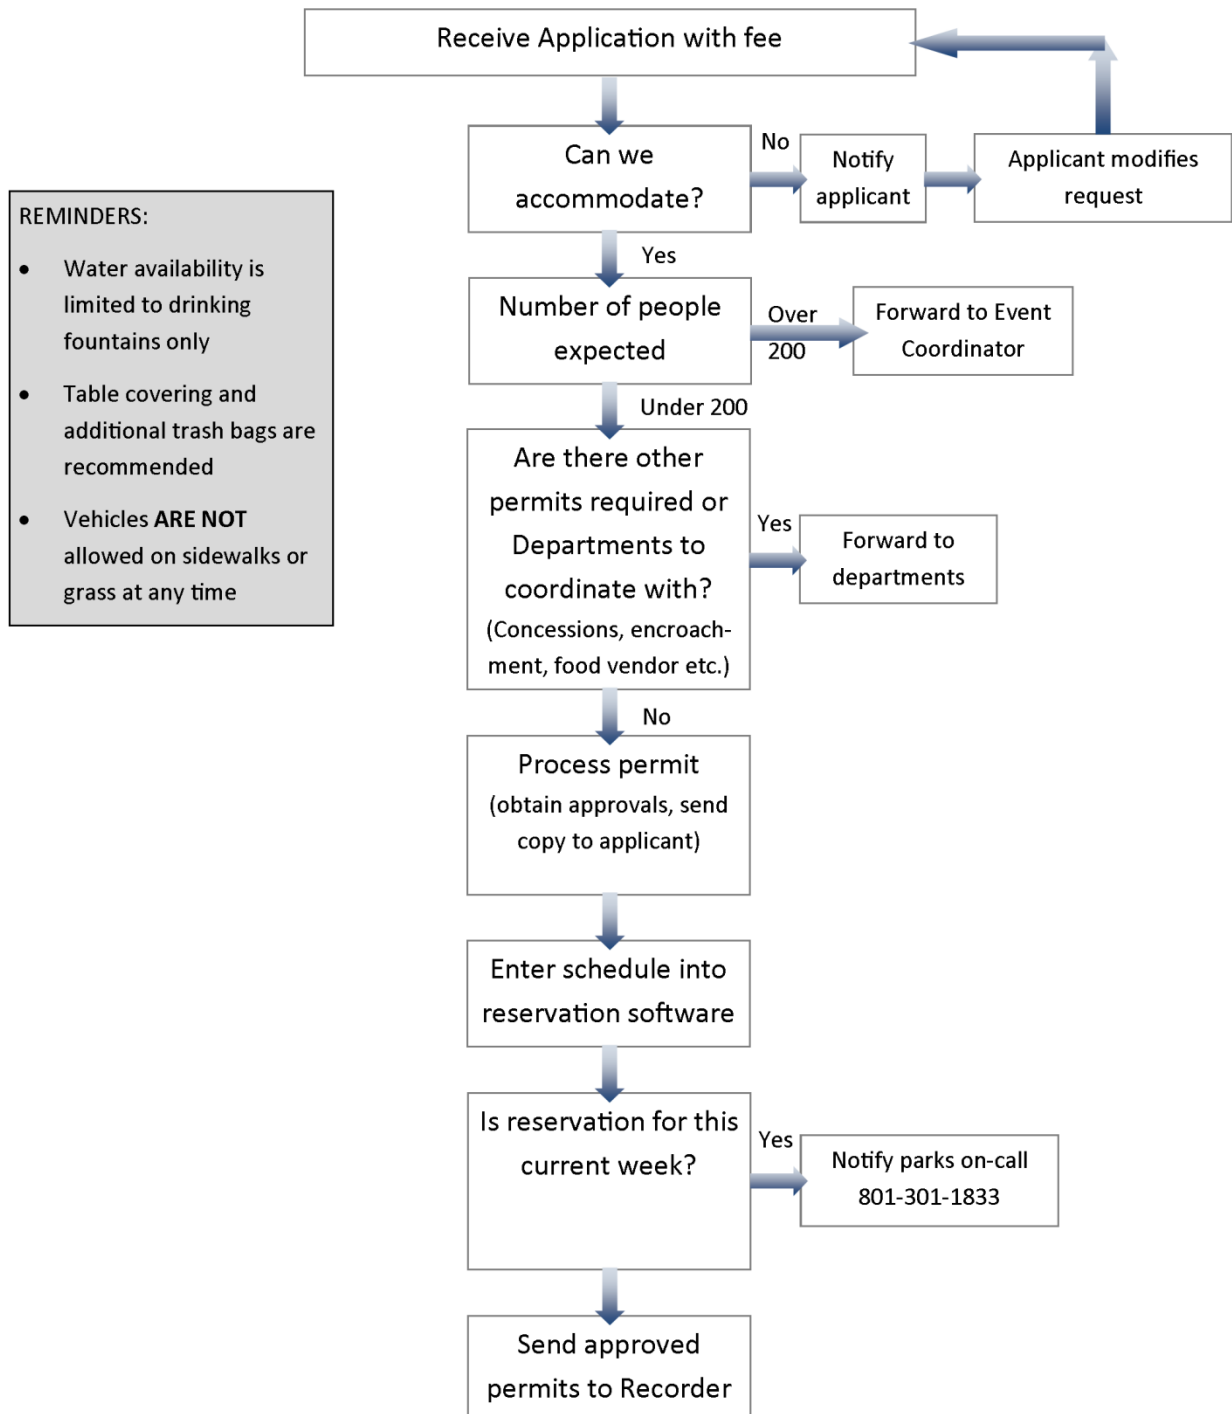 Receive Application with fee
Can we
accommodate?
No
Notify
applicant
Applicant modifies
request
REMINDERS:
• Water availability is
limited to drinking
fountains only
• Table covering and
additional trash bags are
recommended
• Vehicles ARE NOT
allowed on sidewalks or
grass at any time
Yes
Number of people
expected
Over
200
Forward to Event
Coordinator
Under 200
Are there other
permits required or
Departments to
coordinate with?
(Concessions, encroach-
ment, food vendor etc.)
Yes
Forward to
departments
No
Process permit
(obtain approvals, send
copy to applicant)
Enter schedule into
reservation software
Is reservation for this
current week?
Yes
Notify parks on-call
801-301-1833
Send approved
permits to Recorder